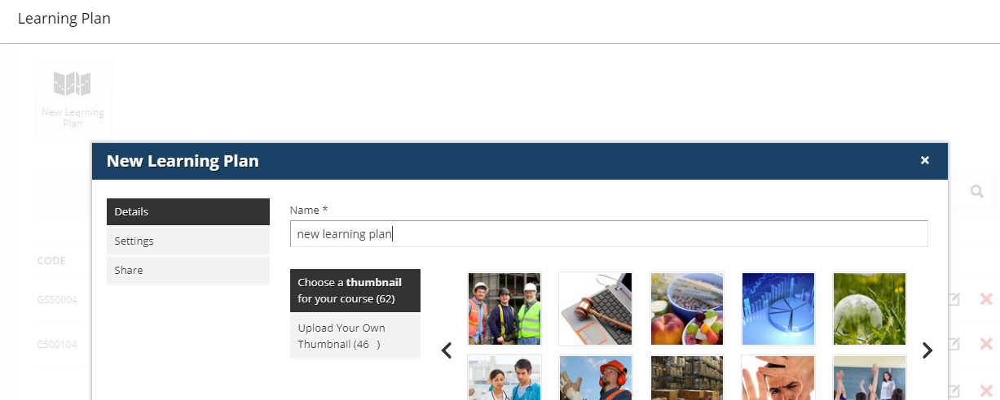 Learning Plan
New Learning
Plan
New Learning Plan
×
Details
Settings
Share
Name *
new learning plan
Choose a thumbnail
for your course (62)
Upload Your Own
Thumbnail (46 )
CODE
GSS0004
C500104